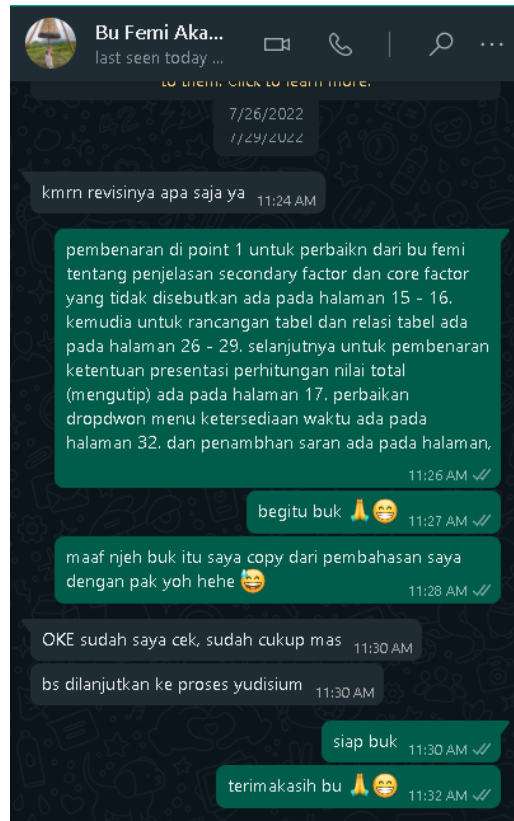 Bu Femi Aka...
last seen today ...
to them. Click to learn more.
7/26/2022
7/29/2022
kmrn revisinya apa saja ya 11:24 AM
pembenaran di point 1 untuk perbaikn dari bu femi
tentang penjelasan secondary factor dan core factor
yang tidak disebutkan ada pada halaman 15 - 16.
kemudia untuk rancangan tabel dan relasi tabel ada
pada halaman 26 - 29. selanjutnya untuk pembenaran
ketentuan presentasi perhitungan nilai total
(mengutip) ada pada halaman 17. perbaikan
dropdwon menu ketersediaan waktu ada pada
halaman 32. dan penambhan saran ada pada halaman,
11:26 AM
begitu buk 🙏😁 11:27 AM
maaf njeh buk itu saya copy dari pembahasan saya
dengan pak yoh hehe 😅 11:28 AM
OKE sudah saya cek, sudah cukup mas 11:30 AM
bs dilanjutkan ke proses yudisium 11:30 AM
siap buk 11:30 AM
terimakasih bu 🙏😁 11:32 AM